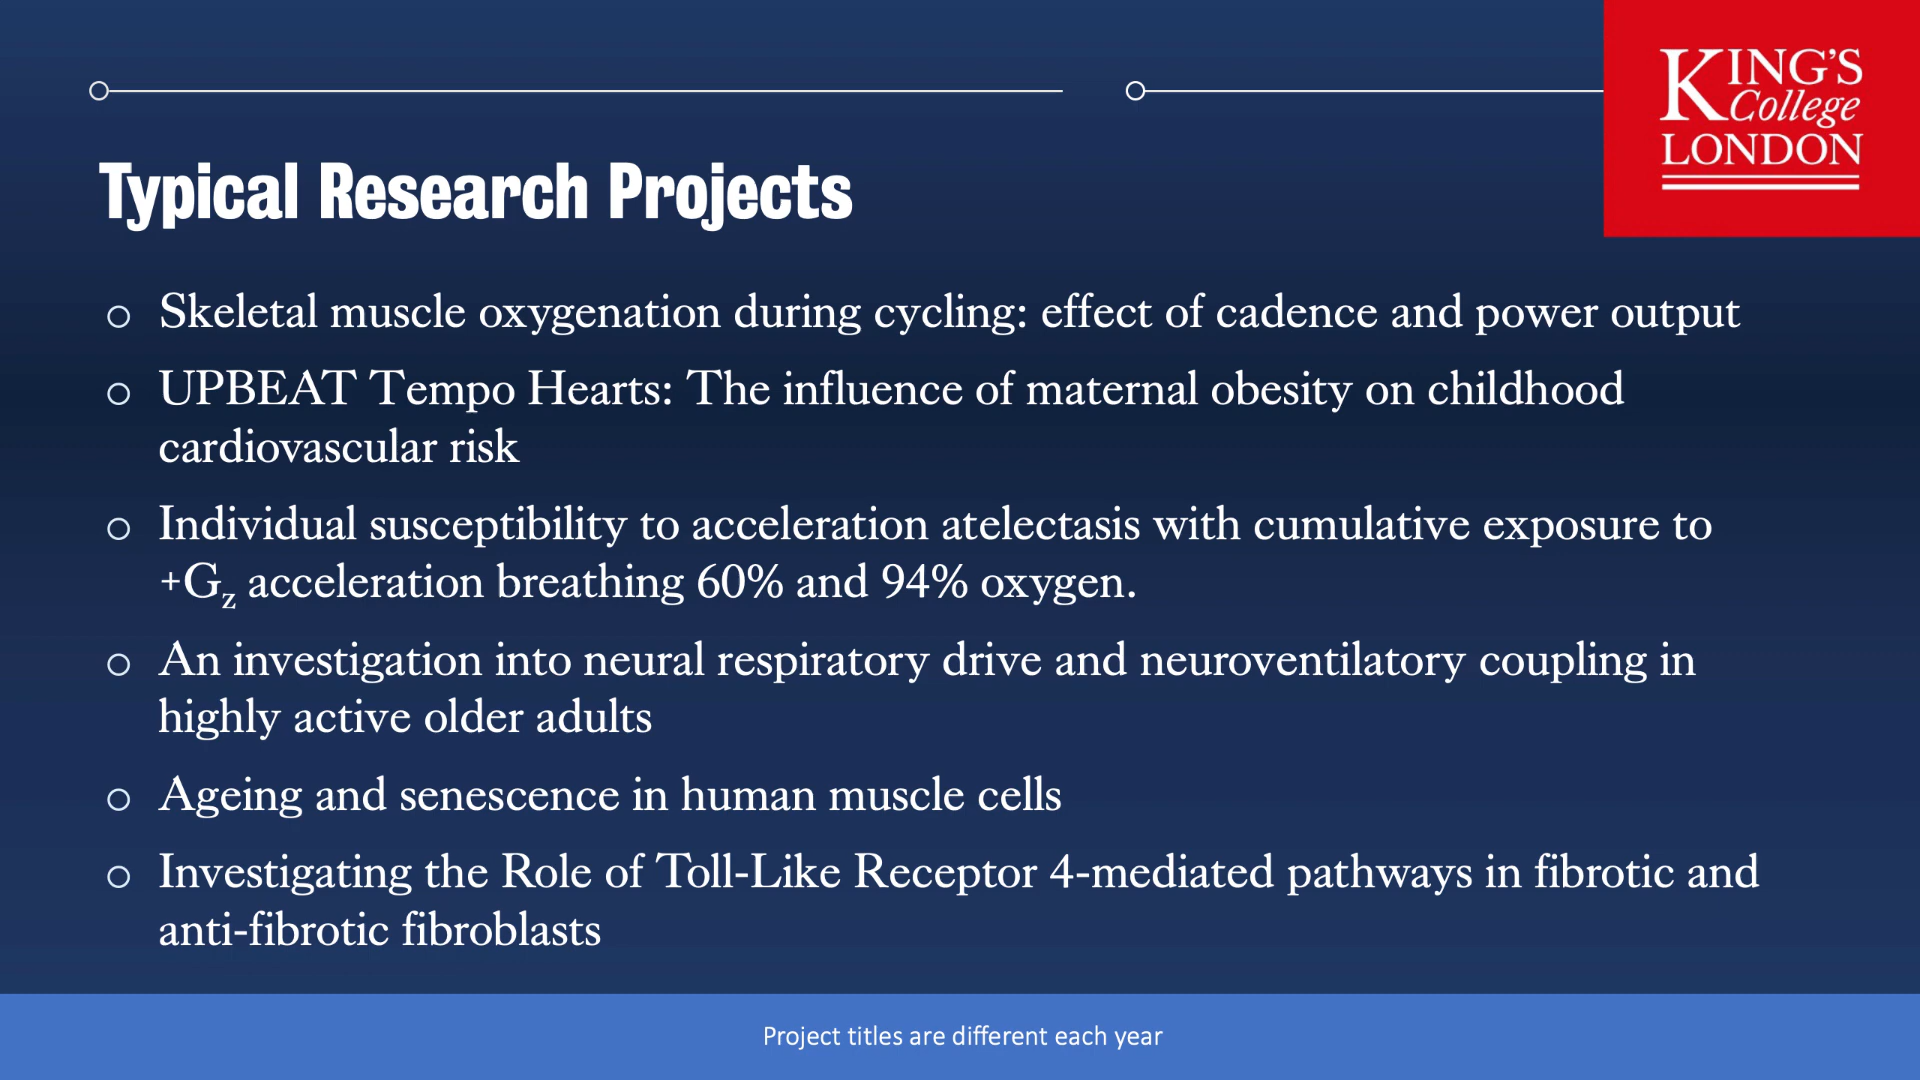 KING'S
College
LONDON
Typical Research Projects
Skeletal muscle oxygenation during cycling: effect of cadence and power output
UPBEAT Tempo Hearts: The influence of maternal obesity on childhood
cardiovascular risk
Individual susceptibility to acceleration atelectasis with cumulative exposure to
+Gz acceleration breathing 60% and 94% oxygen.
An investigation into neural respiratory drive and neuroventilatory coupling in
highly active older adults
Ageing and senescence in human muscle cells
Investigating the Role of Toll-Like Receptor 4-mediated pathways in fibrotic and
anti-fibrotic fibroblasts
Project titles are different each year